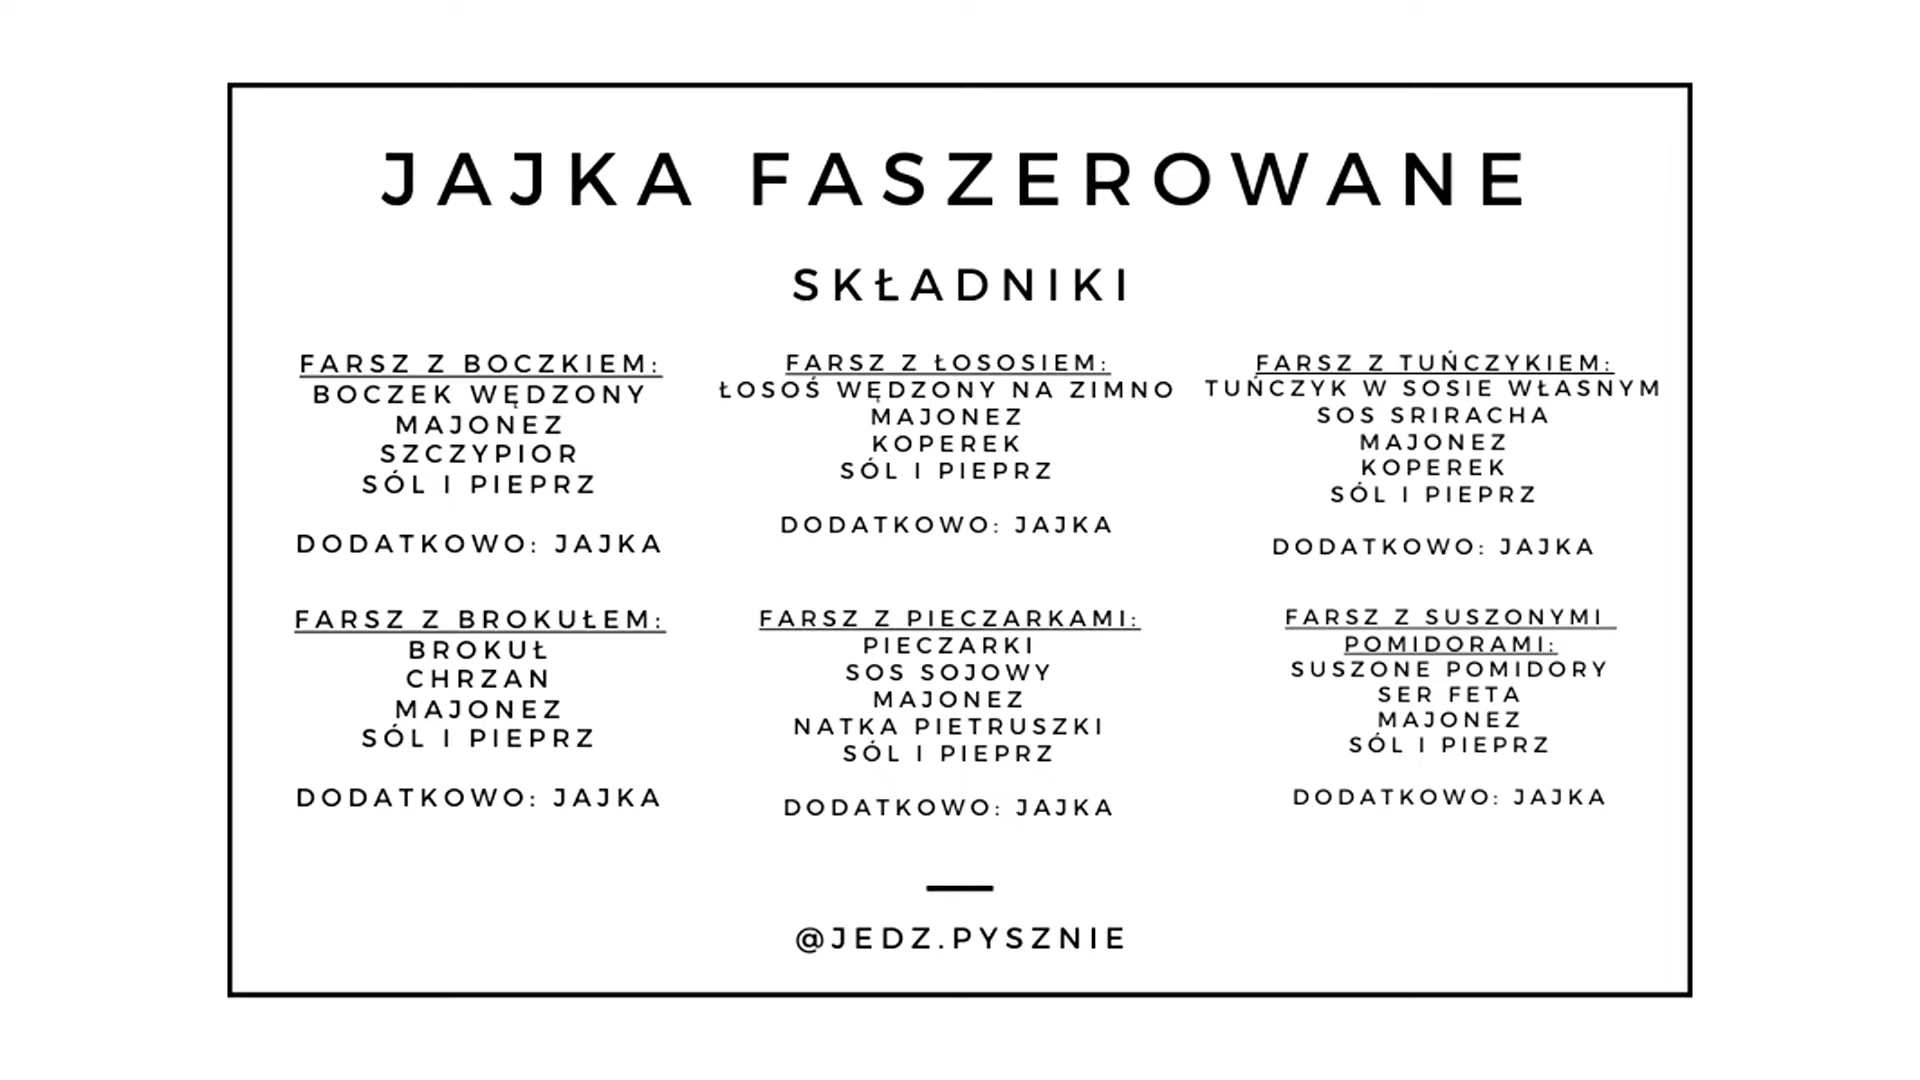 JAJKA FASZEROWANE
SKŁADNIKI
FARSZ Z BOCZKIEM:
BOCZEK WĘDZONY
MAJONEZ
SZCZYPIOR
SÓL I PIEPRZ
DODATKOWO: JAJKA
FARSZ Z ŁOSOSIEM:
ŁOSOŚ WĘDZONY NA ZIMNO
MAJONEZ
KOPEREK
SÓL I PIEPRZ
DODATKOWO: JAJKA
FARSZ Z TUŃCZYKIEM:
TUŃCZYK W SOSIE WŁASNYM
SOS SRIRACHA
MAJONEZ
KOPEREK
SÓL I PIEPRZ
DODATKOWO: JAJKA
FARSZ Z BROKUŁEM:
BROKUŁ
CHRZAN
MAJONEZ
SÓL I PIEPRZ
DODATKOWO: JAJKA
FARSZ Z PIECZARKAMI:
PIECZARKI
SOS SOJOWY
MAJONEZ
NATKA PIETRUSZKI
SÓL I PIEPRZ
DODATKOWO: JAJKA
FARSZ Z SUSZONYMI
POMIDORAMI:
SUSZONE POMIDORY
SER FETA
MAJONEZ
SÓL I PIEPRZ
DODATKOWO: JAJKA
@JEDZ.PYSZNIE